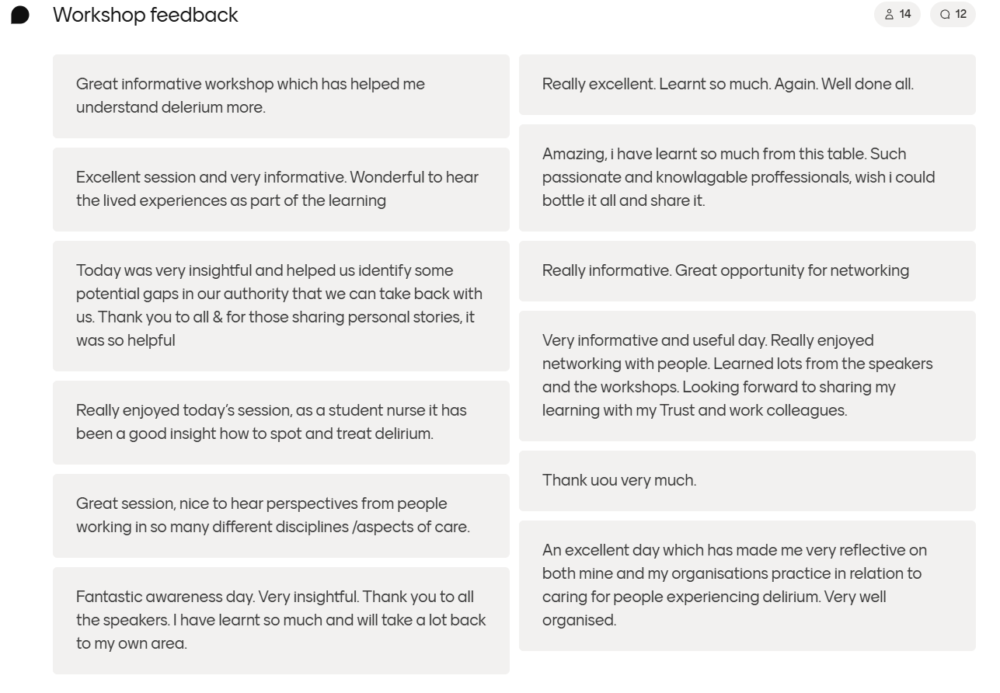 Workshop feedback
14
12
Great informative workshop which has helped me
understand delerium more.
Excellent session and very informative. Wonderful to hear
the lived experiences as part of the learning
Today was very insightful and helped us identify some
potential gaps in our authority that we can take back with
us. Thank you to all & for those sharing personal stories, it
was so helpful
Really enjoyed today's session, as a student nurse it has
been a good insight how to spot and treat delirium.
Great session, nice to hear perspectives from people
working in so many different disciplines /aspects of care.
Fantastic awareness day. Very insightful. Thank you to all
the speakers. I have learnt so much and will take a lot back
to my own area.
Really excellent. Learnt so much. Again. Well done all.
Amazing, i have learnt so much from this table. Such
passionate and knowlagable proffessionals, wish i could
bottle it all and share it.
Really informative. Great opportunity for networking
Very informative and useful day. Really enjoyed
networking with people. Learned lots from the speakers
and the workshops. Looking forward to sharing my
learning with my Trust and work colleagues.
Thank uou very much.
An excellent day which has made me very reflective on
both mine and my organisations practice in relation to
caring for people experiencing delirium. Very well
organised.